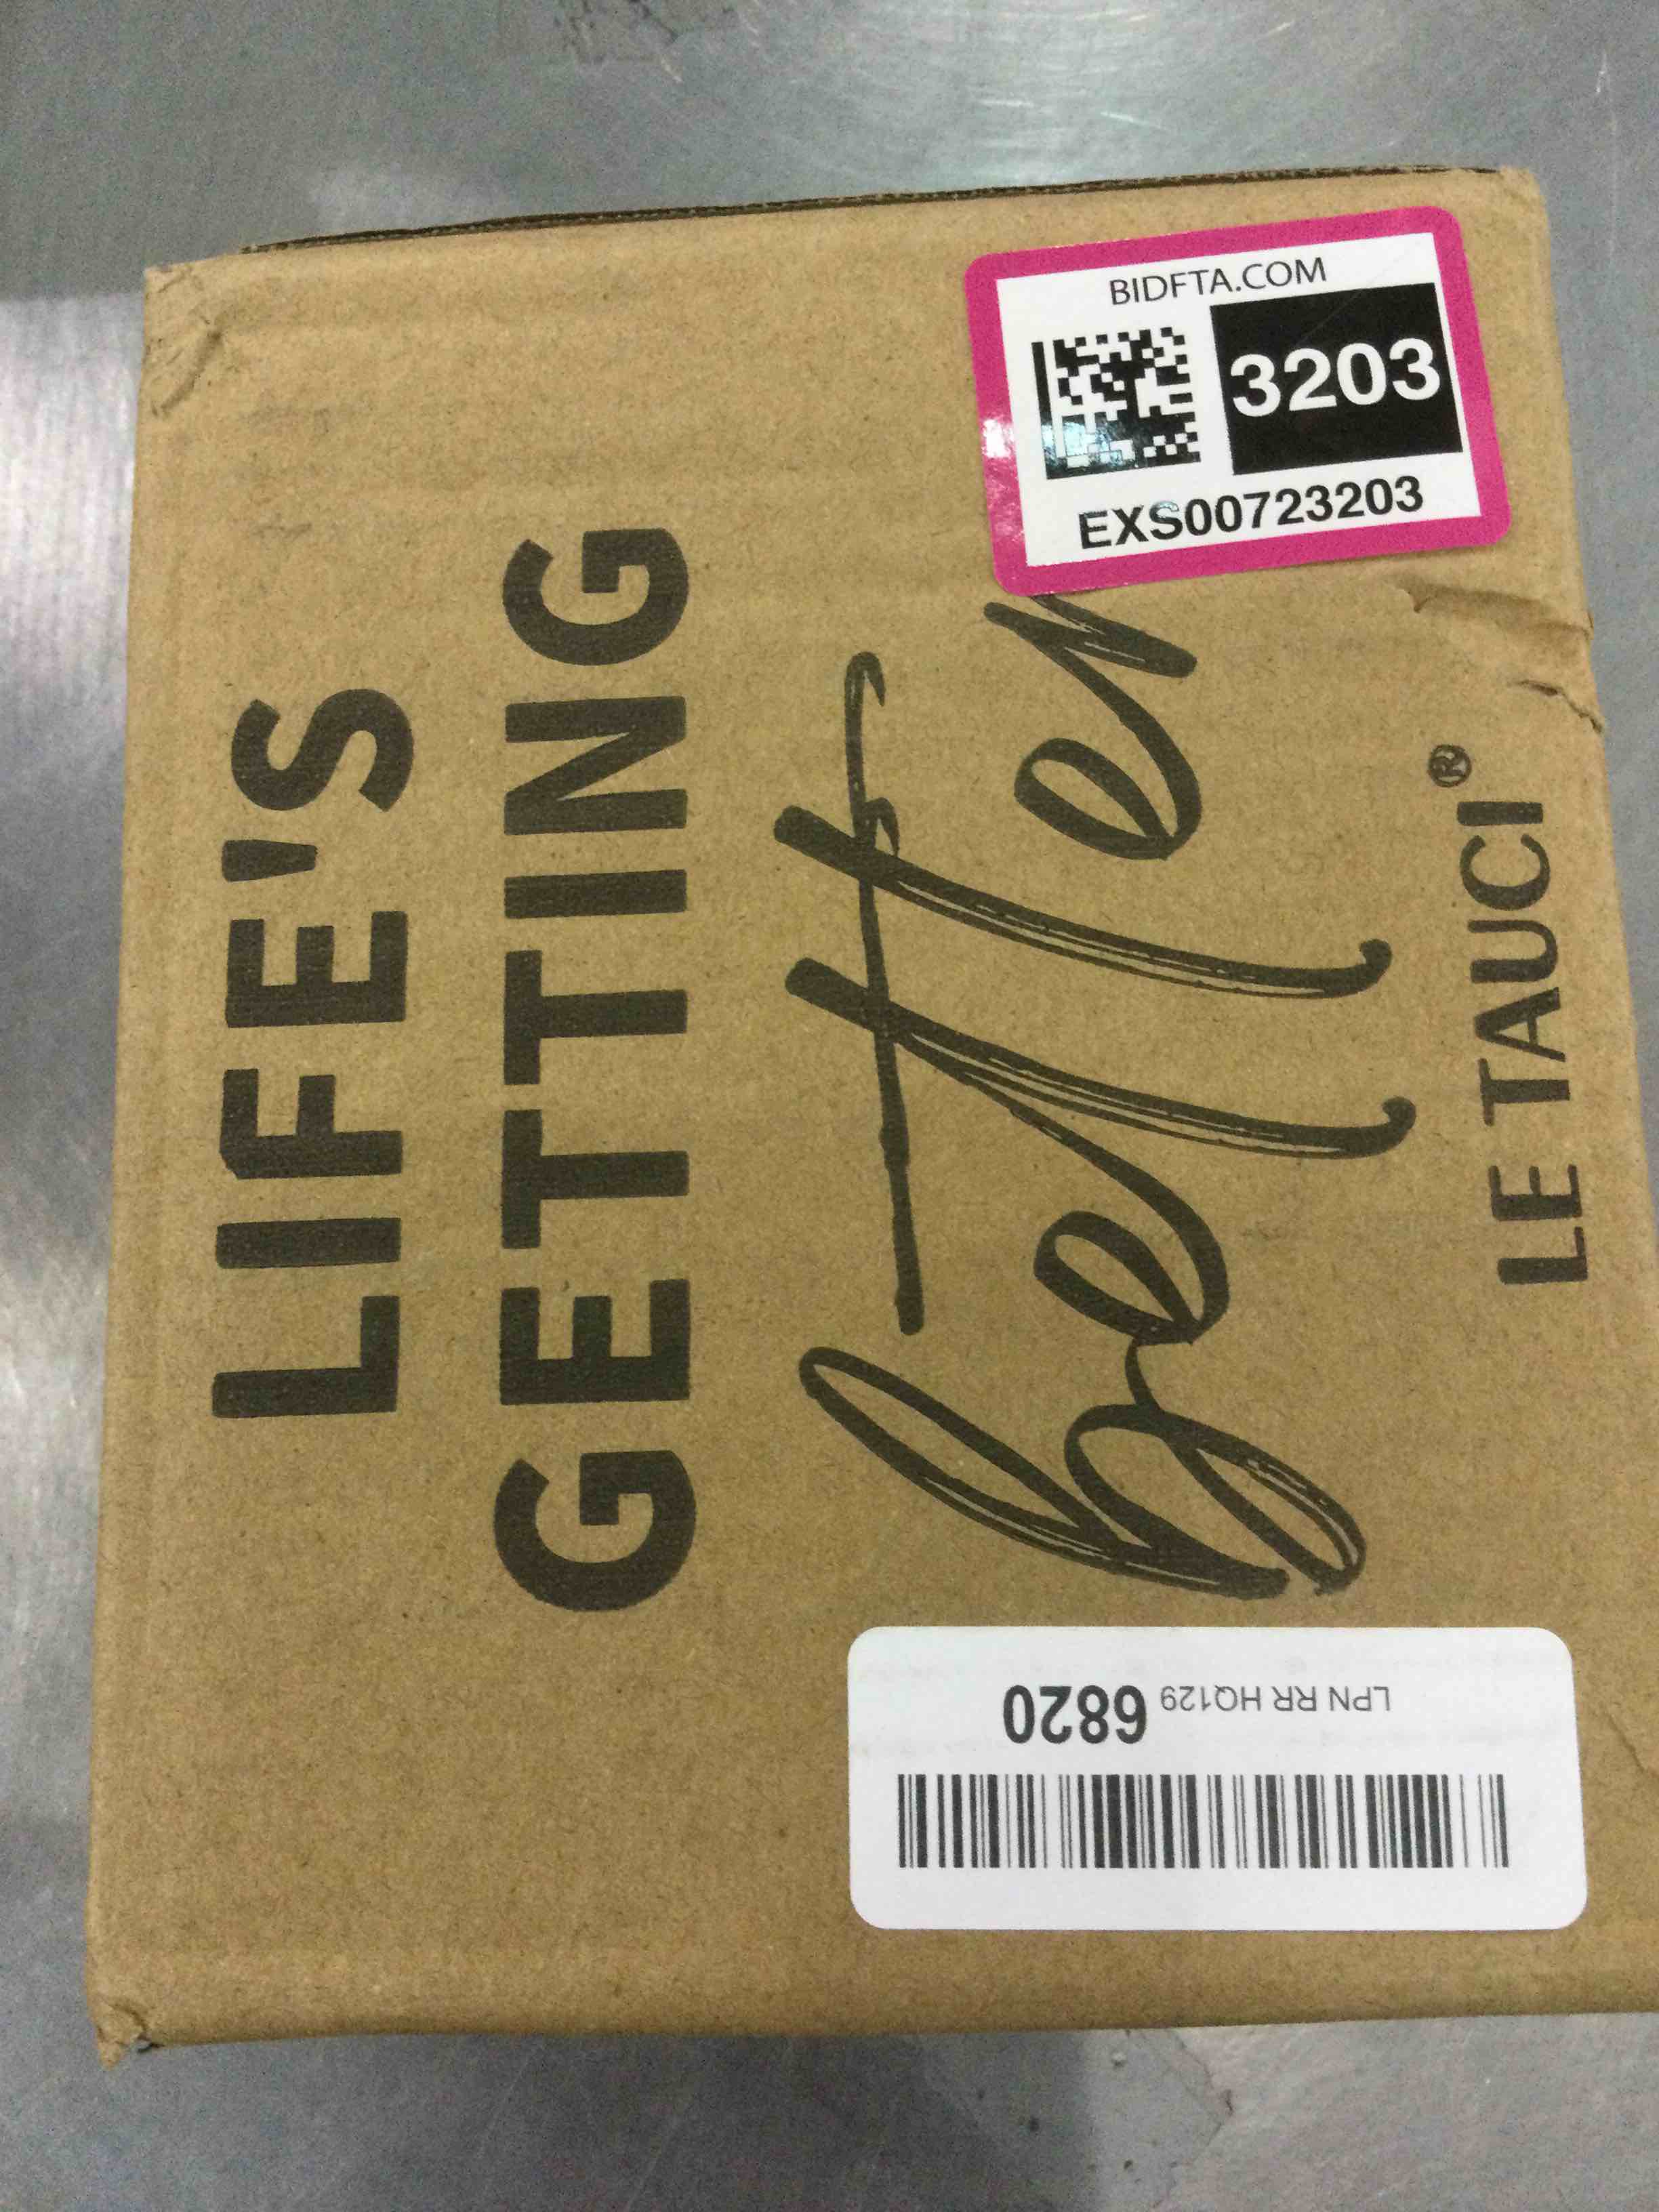 BIDFTA.COM
3203
EXS00723203
LIFE'S
GETTING
better
LE TAUCI®
LPN RR HQ129 6820